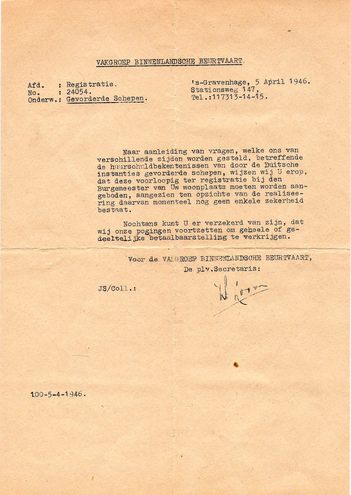 VAKGROEP BINNENLANDSCHE BEURTVAART.
Afd. : Registratie.
No. : 24054.
Onderw.: Gevorderde Schepen.
's-Gravenhage, 5 April 1946.
Stationsweg 147,
Tel.:117313-14-15.
Naar aanleiding van vragen, welke ons van
verschillende zijden worden gesteld, betreffende
de huurschuldbekentenissen van door de Duitsche
instanties gevorderde schepen, wijzen wij U erop,
dat deze voorloopig ter registratie bij den
Burgemeester van Uw woonplaats moeten worden aan-
geboden, aangezien ten opzichte van de realisee-
ring daarvan momenteel nog geen enkele zekerheid
bestaat.
Nochtans kunt U er verzekerd van zijn, dat
wij onze pogingen voortzetten om geheele of ge-
deeltelijke betaalbaarstelling te verkrijgen.
Voor de VAKGROEP BINNENLANDSCHE BEURTVAART,
De plv.Secretaris:
JS/Coll.:
100-5-4-1946.